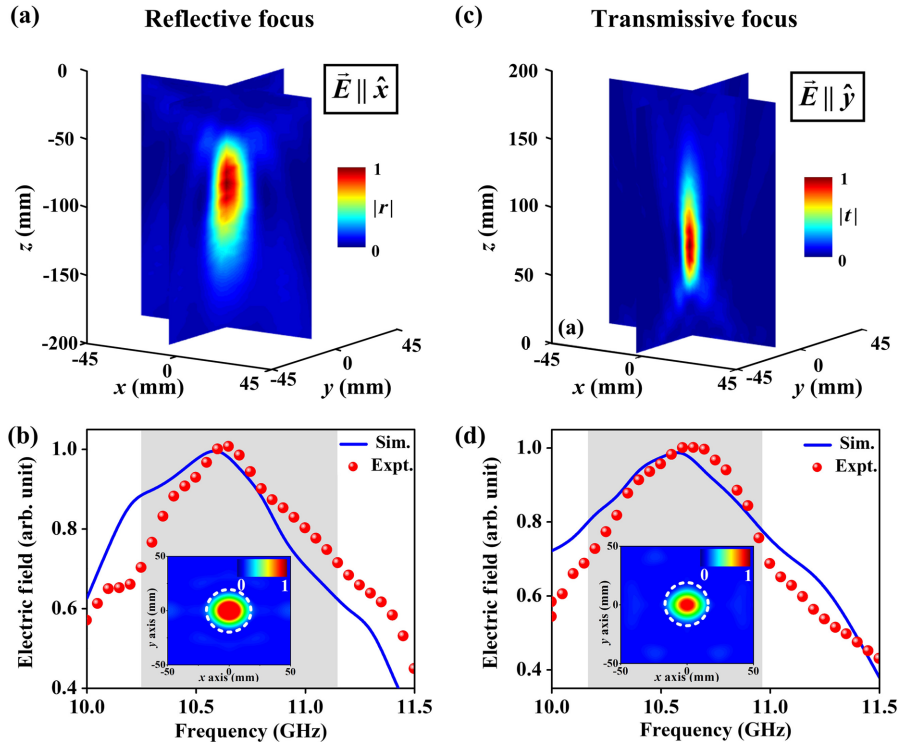 (a) Reflective focus
0
-50
-100
-150
-200
z (mm)
E⃗ ∥ x̂
1
|r|
0
-45
0
45
x (mm)
-45
0
45
y (mm)
(c) Transmissive focus
200
150
100
50
0
z (mm)
E⃗ ∥ ŷ
1
|t|
0
(a)
-45
0
45
x (mm)
-45
0
45
y (mm)
(b)
1.0
0.8
0.6
0.4
Electric field (arb. unit)
Sim.
Expt.
50
0
-50
y axis (mm)
0 1
-50 0 50
x axis (mm)
10.0 10.5 11.0 11.5
Frequency (GHz)
(d)
1.0
0.8
0.6
0.4
Electric field (arb. unit)
Sim.
Expt.
50
0
-50
y axis (mm)
0 1
-50 0 50
x axis (mm)
10.0 10.5 11.0 11.5
Frequency (GHz)